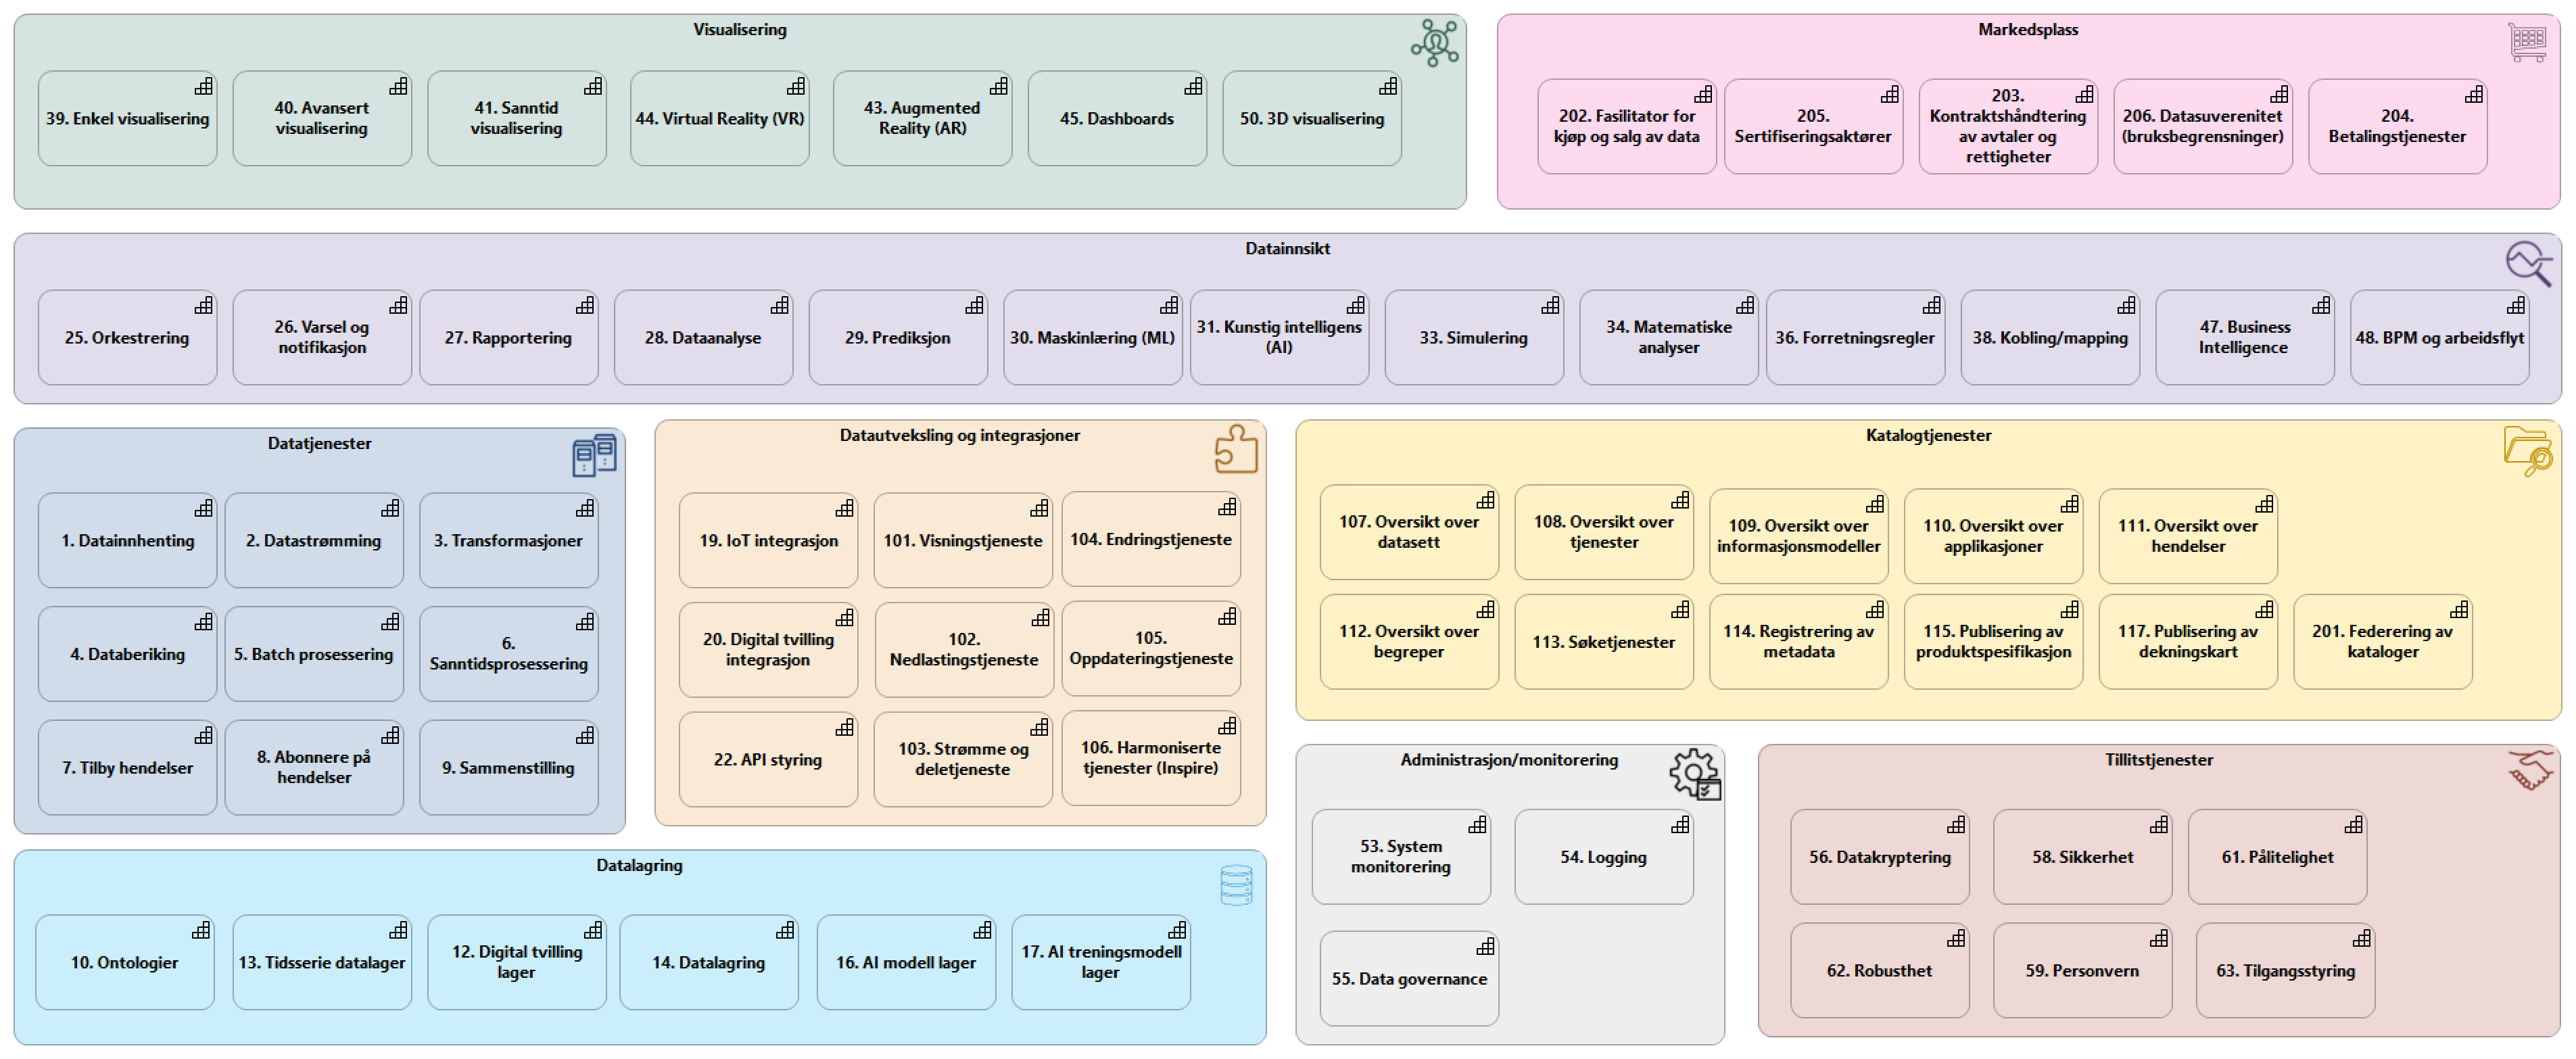 Visualisering
39. Enkel visualisering
40. Avansert
visualisering
41. Sanntid
visualisering
44. Virtual Reality (VR)
43. Augmented
Reality (AR)
45. Dashboards
50. 3D visualisering
Markedsplass
202. Fasilitator for
kjøp og salg av data
205.
Sertifiseringsaktører
203.
Kontraktshåndtering
av avtaler og
rettigheter
206. Datasuverenitet
(bruksbegrensninger)
204.
Betalingstjenester
Datainnsikt
25. Orkestrering
26. Varsel og
notifikasjon
27. Rapportering
28. Dataanalyse
29. Prediksjon
30. Maskinlæring (ML)
31. Kunstig intelligens
(AI)
33. Simulering
34. Matematiske
analyser
36. Forretningsregler
38. Kobling/mapping
47. Business
Intelligence
48. BPM og arbeidsflyt
Datatjenester
1. Datainnhenting
2. Datastrømming
3. Transformasjoner
4. Databeriking
5. Batch prosessering
6.
Sanntidsprosessering
7. Tilby hendelser
8. Abonnere på
hendelser
9. Sammenstilling
Datautveksling og integrasjoner
19. IoT integrasjon
101. Visningstjeneste
104. Endringstjeneste
20. Digital tvilling
integrasjon
102.
Nedlastingstjeneste
105.
Oppdateringstjeneste
22. API styring
103. Strømme og
deletjeneste
106. Harmoniserte
tjenester (Inspire)
Katalogtjenester
107. Oversikt over
datasett
108. Oversikt over
tjenester
109. Oversikt over
informasjonsmodeller
110. Oversikt over
applikasjoner
111. Oversikt over
hendelser
112. Oversikt over
begreper
113. Søketjenester
114. Registrering av
metadata
115. Publisering av
produktspesifikasjon
117. Publisering av
dekningskart
201. Federering av
kataloger
Datalagring
10. Ontologier
13. Tidsserie datalager
12. Digital tvilling
lager
14. Datalagring
16. AI modell lager
17. AI treningsmodell
lager
Administrasjon/monitorering
53. System
monitorering
54. Logging
55. Data governance
Tillitstjenester
56. Datakryptering
58. Sikkerhet
61. Pålitelighet
62. Robusthet
59. Personvern
63. Tilgangsstyring